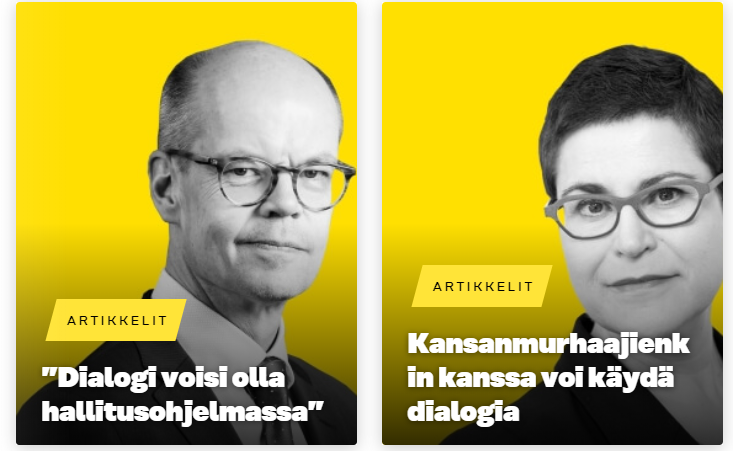 ARTIKKELIT
"Dialogi voisi olla
hallitusohjelmassa"
ARTIKKELIT
Kansanmurhaajienk
in kanssa voi käydä
dialogia